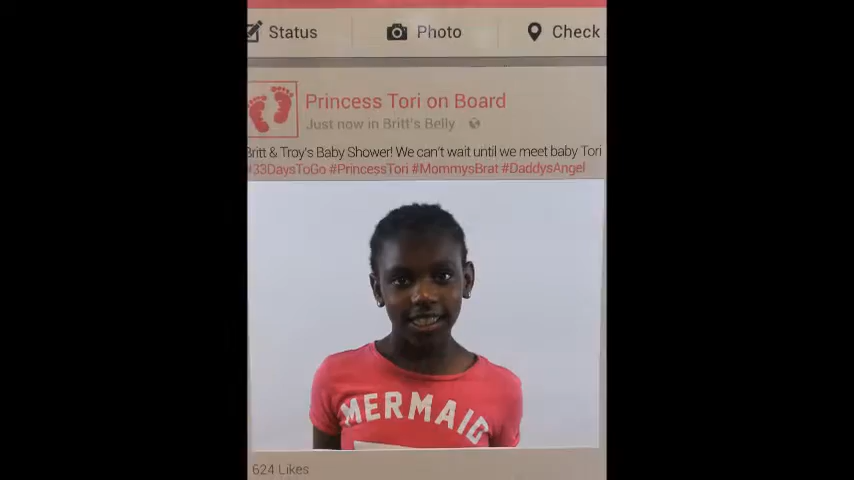 Status Photo Check
Princess Tori on Board
Just now in Britt's Belly
Britt & Troy's Baby Shower! We can't wait until we meet baby Tori
#33DaysToGo #PrincessTori #MommysBrat #DaddysAngel
MERMAID
624 Likes